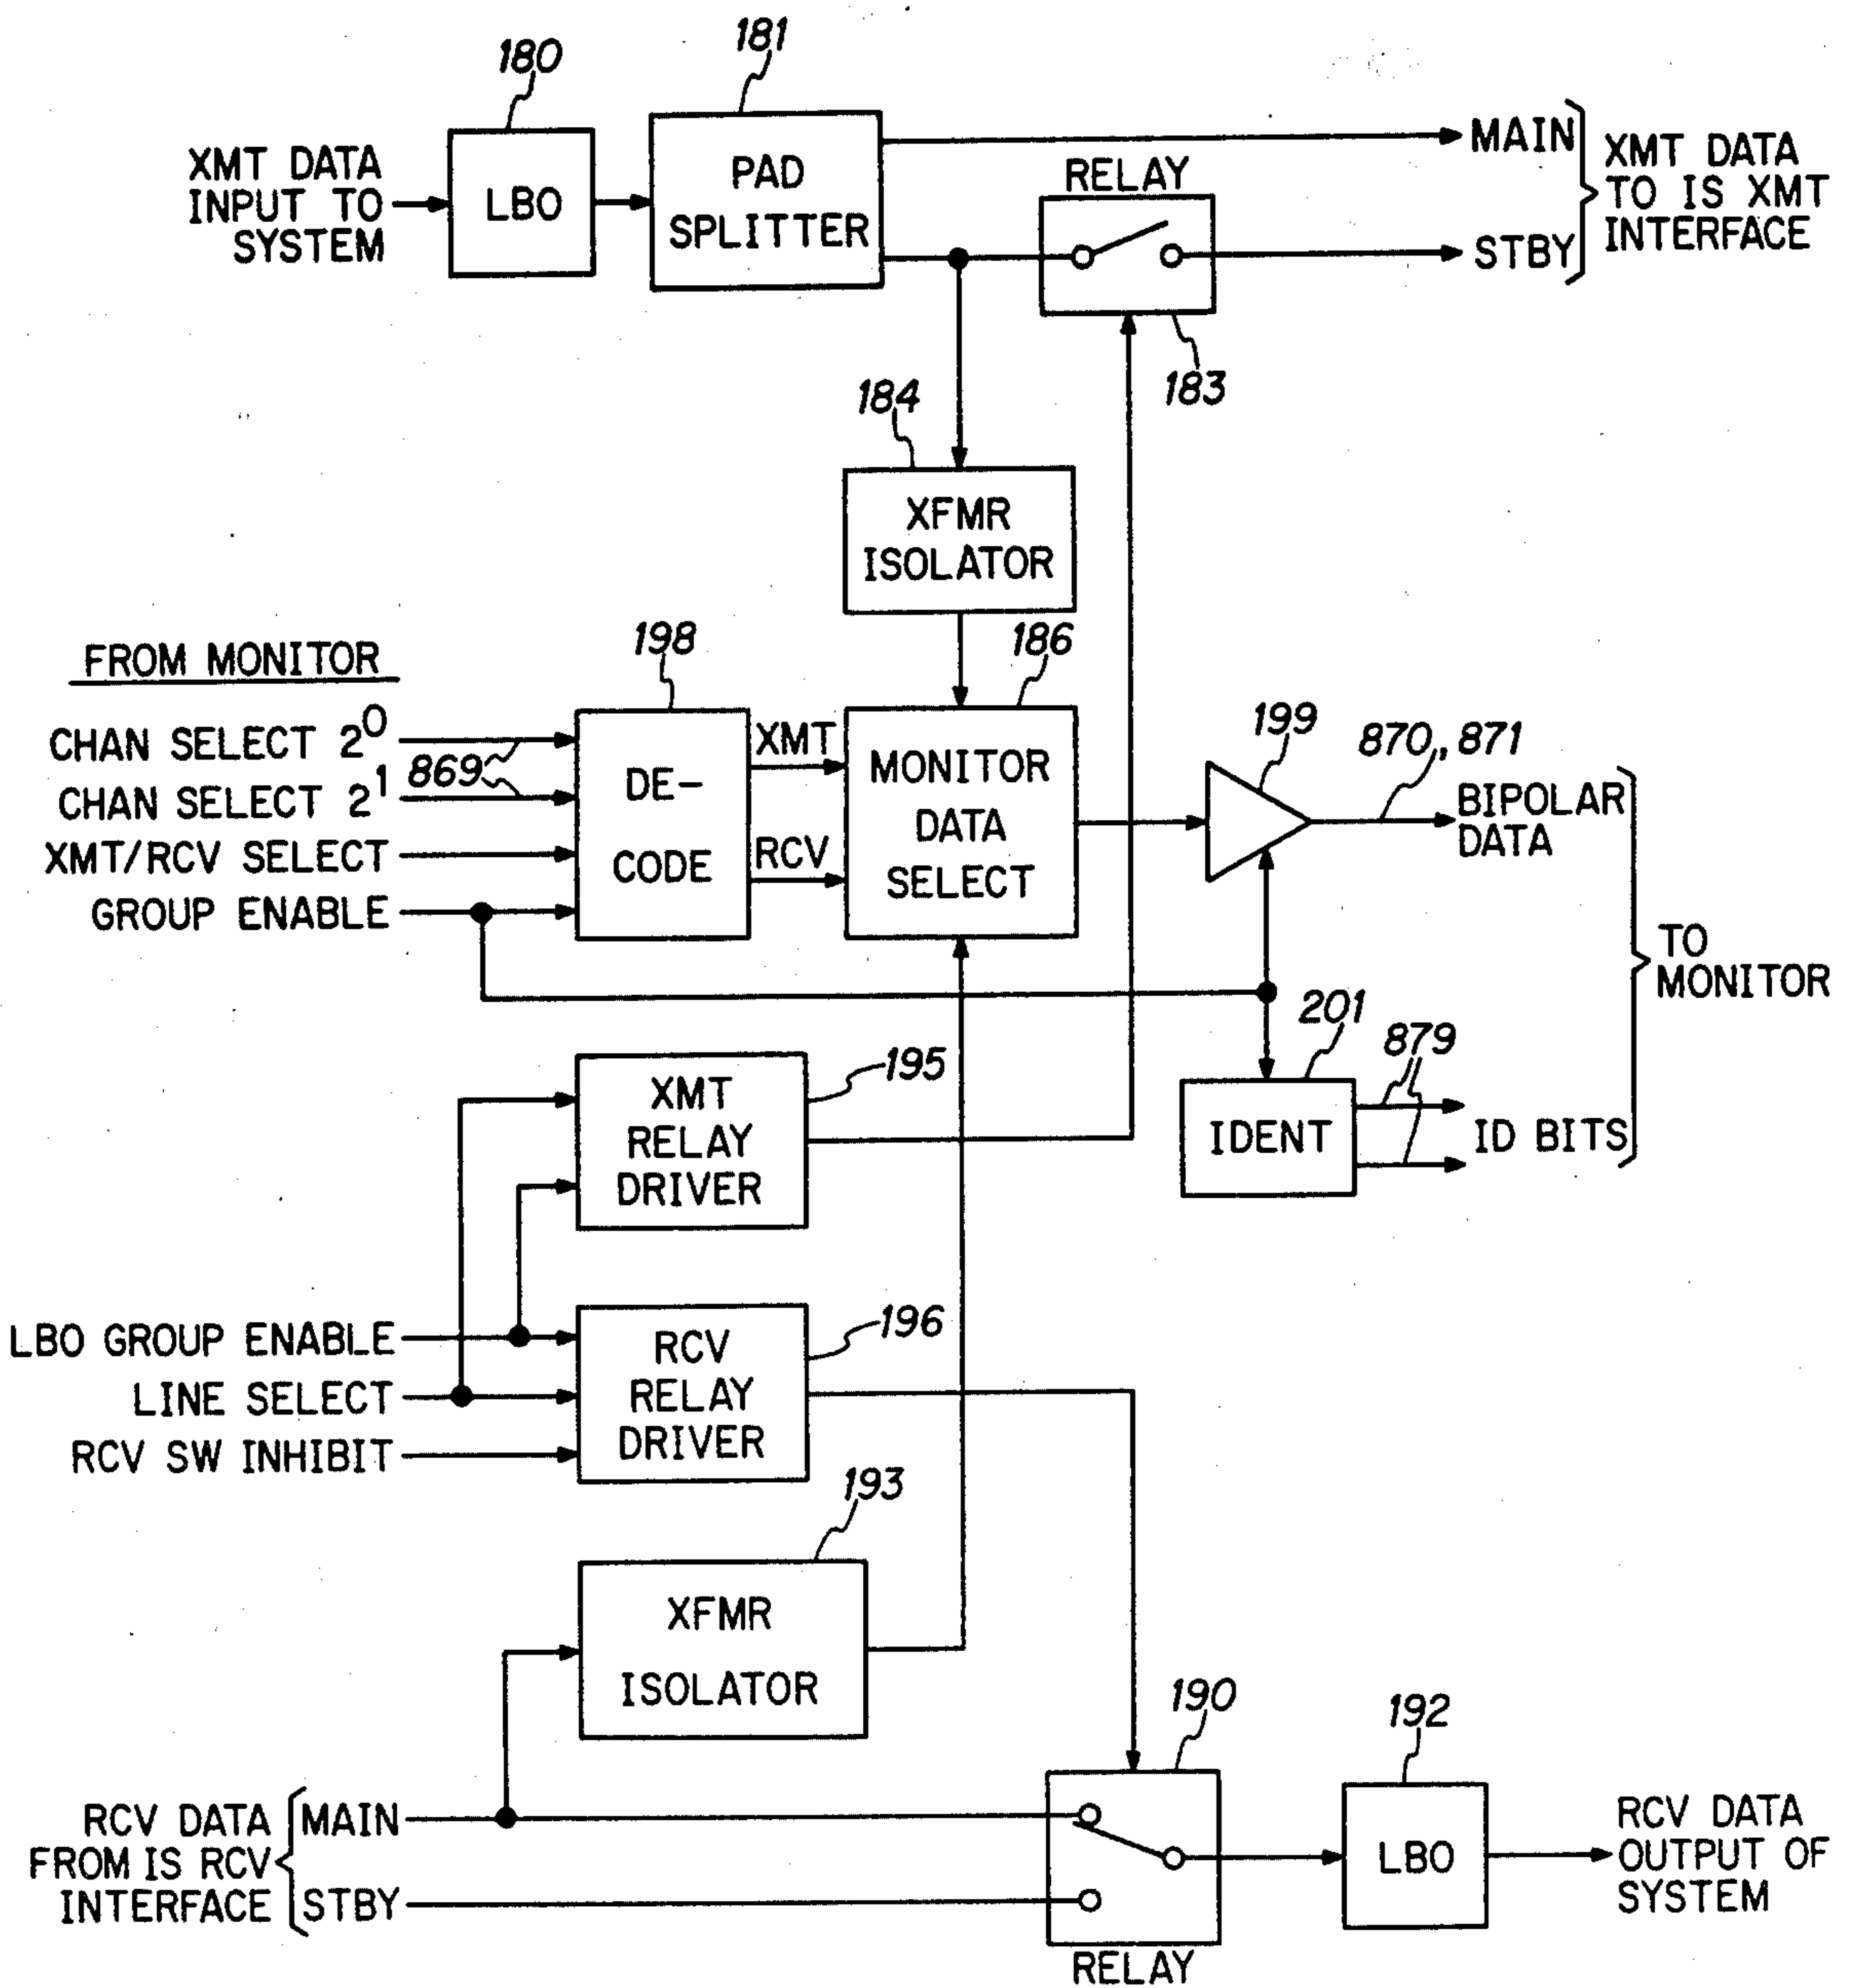 180
181
XMT DATA
INPUT TO
SYSTEM
LBO
PAD
SPLITTER
RELAY
MAIN
STBY
XMT DATA
TO IS XMT
INTERFACE
183
184
XFMR
ISOLATOR
FROM MONITOR
198
186
CHAN SELECT 2⁰
869
CHAN SELECT 2¹
XMT/RCV SELECT
GROUP ENABLE
DE-
CODE
XMT
RCV
MONITOR
DATA
SELECT
199
870, 871
BIPOLAR
DATA
TO
MONITOR
201
879
IDENT
ID BITS
195
XMT
RELAY
DRIVER
LBO GROUP ENABLE
LINE SELECT
RCV SW INHIBIT
196
RCV
RELAY
DRIVER
193
XFMR
ISOLATOR
190
192
RCV DATA
FROM IS RCV
INTERFACE
MAIN
STBY
RELAY
LBO
RCV DATA
OUTPUT OF
SYSTEM